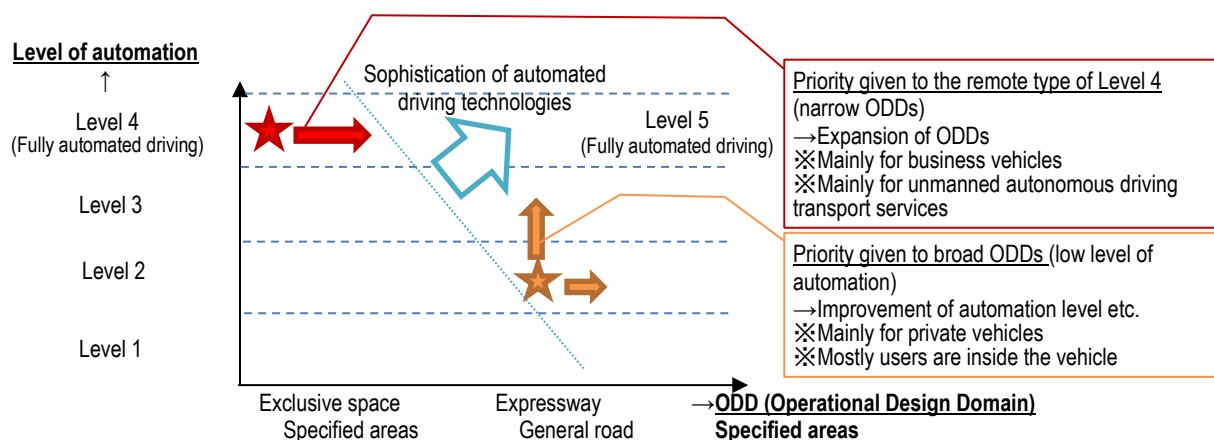 Level of automation
↑
Sophistication of automated
driving technologies
Level 4
(Fully automated driving)
Level 5
(Fully automated driving)
Level 3
Level 2
Level 1
Exclusive space
Specified areas
Expressway
General road
→ODD (Operational Design Domain)
Specified areas
Priority given to the remote type of Level 4
(narrow ODDs)
→Expansion of ODDs
※Mainly for business vehicles
※Mainly for unmanned autonomous driving
transport services
Priority given to broad ODDs (low level of
automation)
→Improvement of automation level etc.
※Mainly for private vehicles
※Mostly users are inside the vehicle